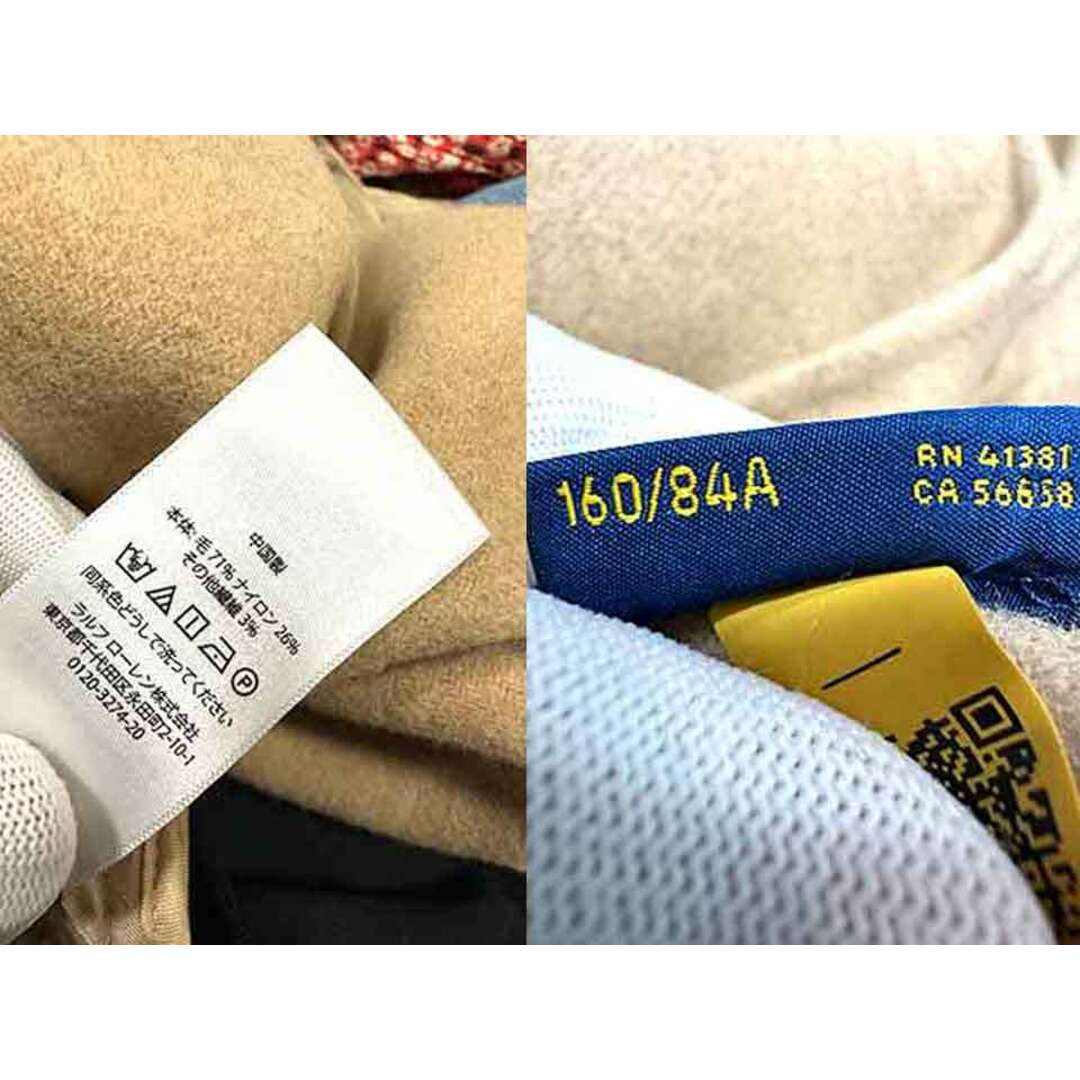 中国製
本体: 毛 71% ナイロン 26%
その他繊維 3%
P
同系色どうしで洗ってください
ラルフ ローレン株式会社
東京都千代田区永田町2-10-1
0120-3274-20
160/84A
RN 41381
CA 56658